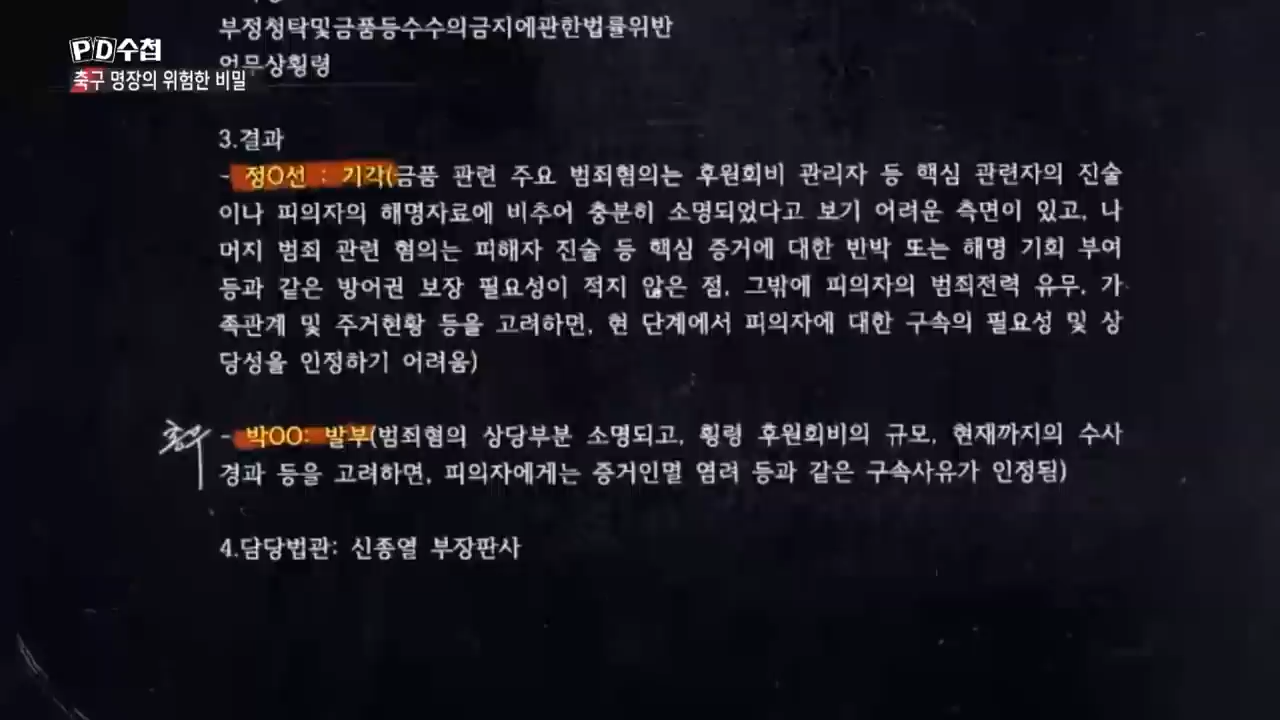 PD수첩
축구 명장의 위험한 비밀
부정청탁및금품등수수의금지에관한법률위반
업무상횡령
3.결과
- 정O선 : 기각(금품 관련 주요 범죄혐의는 후원회비 관리자 등 핵심 관련자의 진술
이나 피의자의 해명자료에 비추어 충분히 소명되었다고 보기 어려운 측면이 있고, 나
머지 범죄 관련 혐의는 피해자 진술 등 핵심 증거에 대한 반박 또는 해명 기회 부여
등과 같은 방어권 보장 필요성이 적지 않은 점, 그밖에 피의자의 범죄전력 유무, 가
족관계 및 주거현황 등을 고려하면, 현 단계에서 피의자에 대한 구속의 필요성 및 상
당성을 인정하기 어려움)
총무
- 박OO: 발부(범죄혐의 상당부분 소명되고, 횡령 후원회비의 규모, 현재까지의 수사
경과 등을 고려하면, 피의자에게는 증거인멸 염려 등과 같은 구속사유가 인정됨)
4.담당법관: 신종열 부장판사